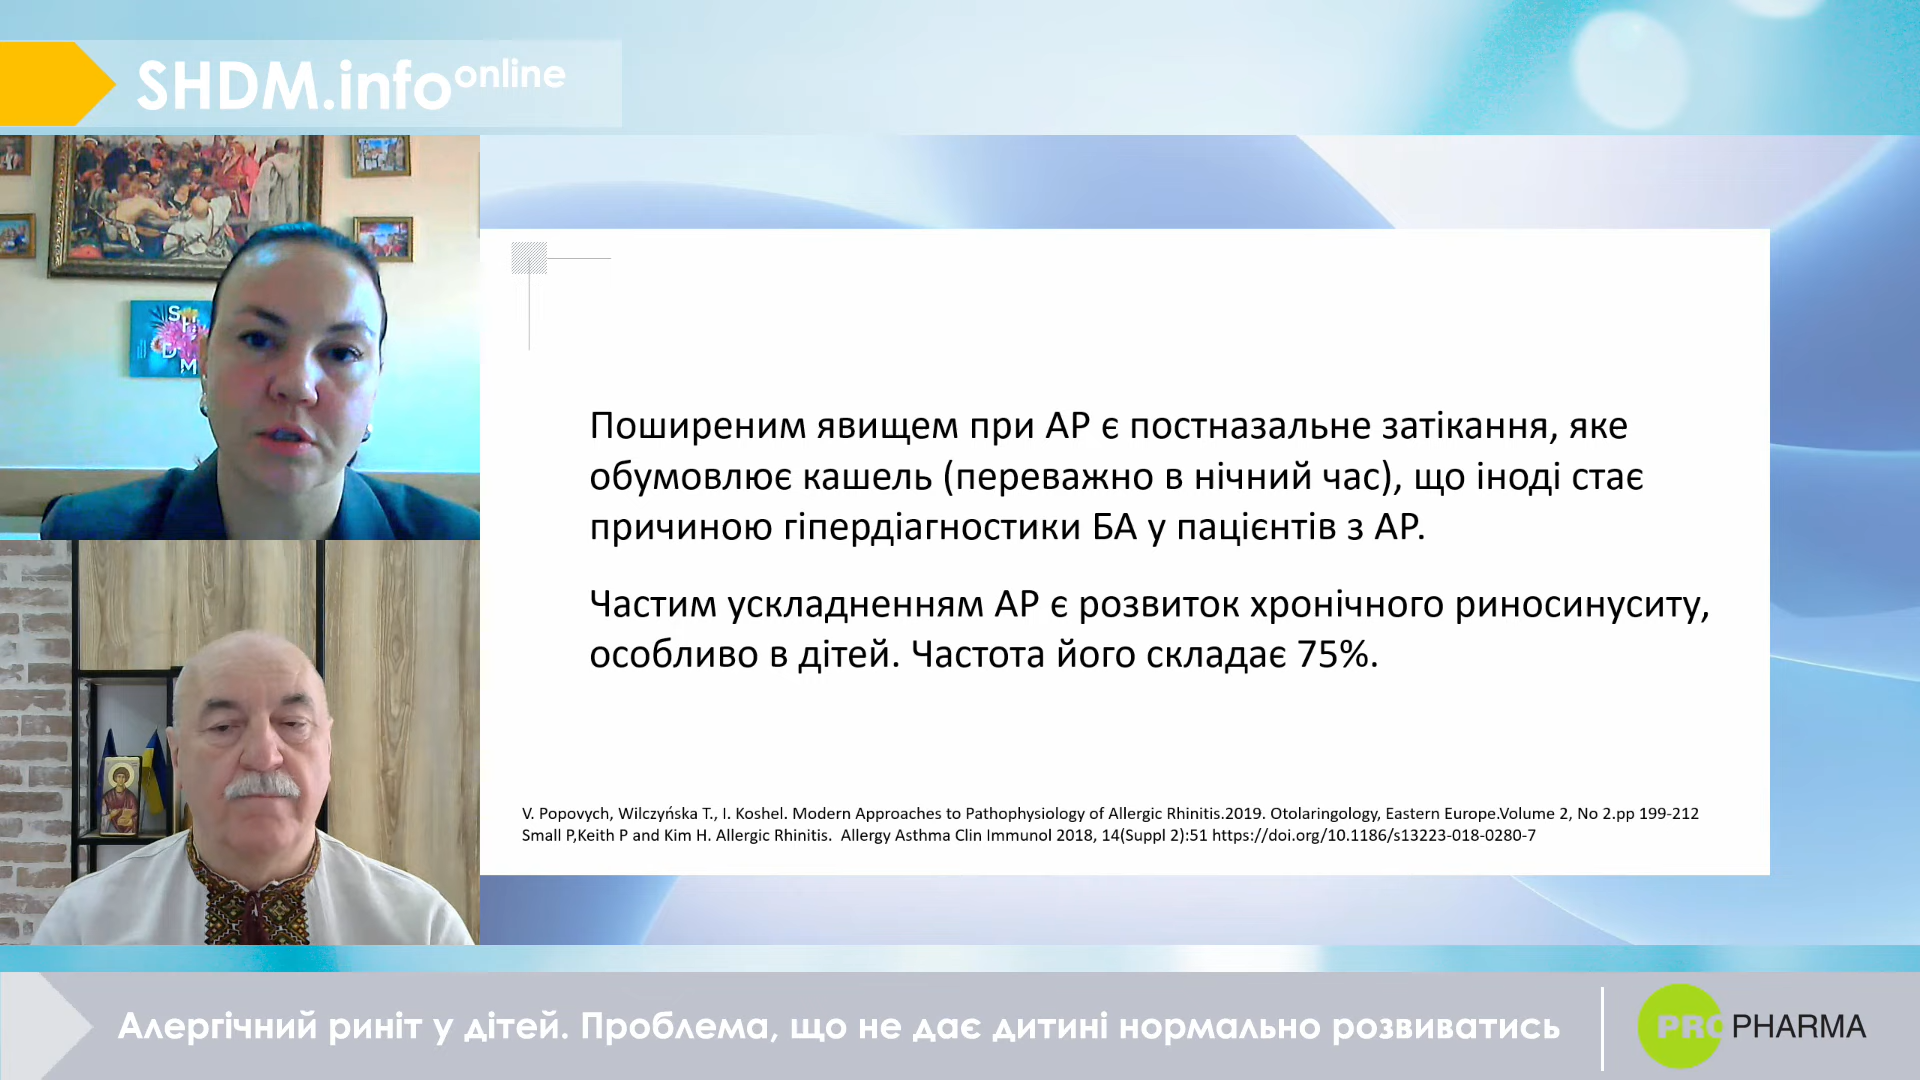 SHDM.info online
S
H
D
M
Поширеним явищем при АР є постназальне затікання, яке
обумовлює кашель (переважно в нічний час), що іноді стає
причиною гіпердіагностики БА у пацієнтів з АР.
Частим ускладненням АР є розвиток хронічного риносинуситу,
особливо в дітей. Частота його складає 75%.
V. Popovych, Wilczyńska T., I. Koshel. Modern Approaches to Pathophysiology of Allergic Rhinitis.2019. Otolaringology, Eastern Europe.Volume 2, No 2.pp 199-212
Small P,Keith P and Kim H. Allergic Rhinitis. Allergy Asthma Clin Immunol 2018, 14(Suppl 2):51 https://doi.org/10.1186/s13223-018-0280-7
Алергічний риніт у дітей. Проблема, що не дає дитині нормально розвиватись
PRO PHARMA